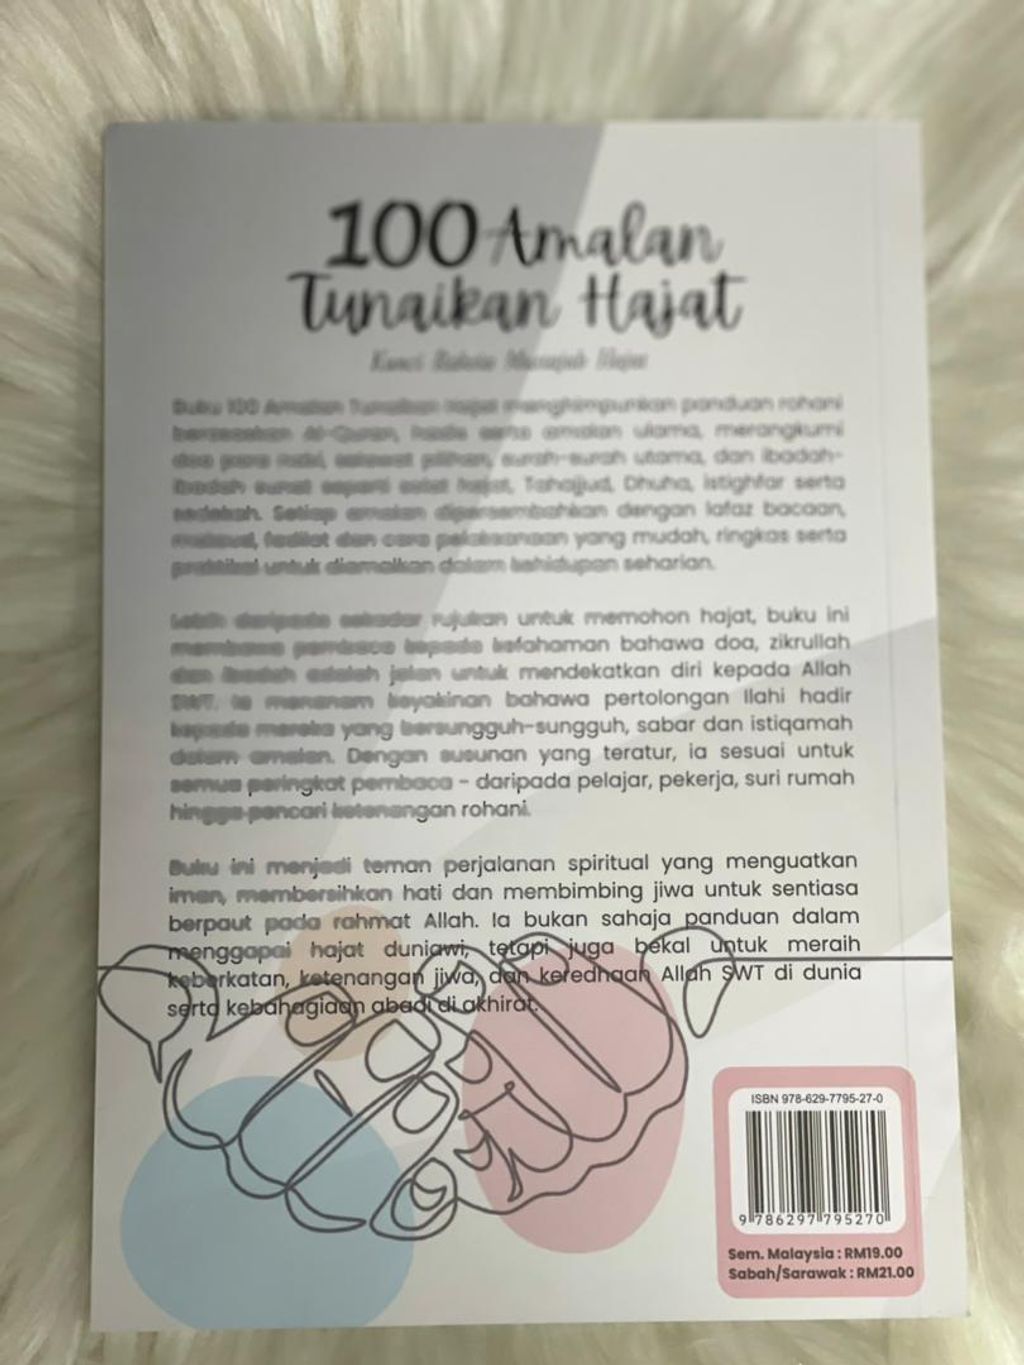 100 Amalan
Tunaikan Hajat
Buku 100 Amalan Tunaikan Hajat menghimpunkan panduan rohani
berasaskan Al-Quran, hadis serta amalan ulama, merangkumi
doa para nabi, selawat pilihan, surah-surah utama, dan ibadah-
ibadah sunat seperti solat hajat, Tahajjud, Dhuha, istighfar serta
sedekah. Setiap amalan dipersembahkan dengan lafaz bacaan,
maksud, fadilat dan cara pelaksanaan yang mudah, ringkas serta
praktikal untuk diamalkan dalam kehidupan seharian.
Lebih daripada sekadar rujukan untuk memohon hajat, buku ini
membawa pembaca kepada kefahaman bahawa doa, zikrullah
dan ibadah adalah jalan untuk mendekatkan diri kepada Allah
SWT. Ia menanam keyakinan bahawa pertolongan Ilahi hadir
kepada mereka yang bersungguh-sungguh, sabar dan istiqamah
dalam amalan. Dengan susunan yang teratur, ia sesuai untuk
semua peringkat pembaca - daripada pelajar, pekerja, suri rumah
hingga pencari ketenangan rohani.
Buku ini menjadi teman perjalanan spiritual yang menguatkan
iman, membersihkan hati dan membimbing jiwa untuk sentiasa
berpaut pada rahmat Allah. Ia bukan sahaja panduan dalam
menggapai hajat duniawi, tetapi juga bekal untuk meraih
keberkatan, ketenangan jiwa, dan keredhaan Allah SWT di dunia
serta kebahagiaan abadi di akhirat.
ISBN 978-629-7795-27-0
9 786297 795270
Sem. Malaysia : RM19.00
Sabah/Sarawak : RM21.00